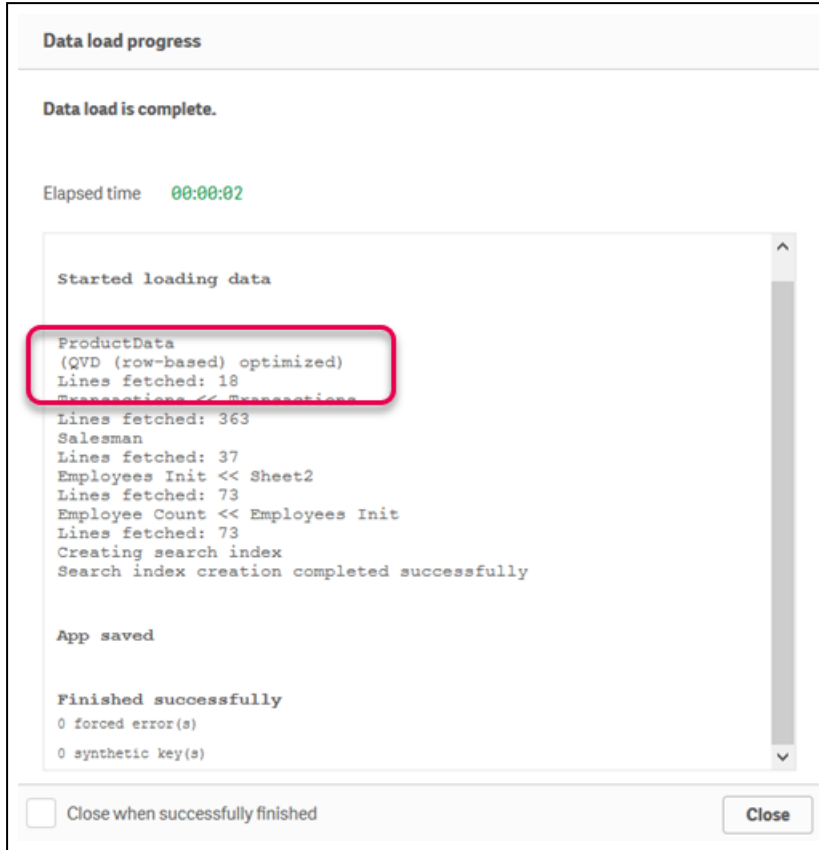 Data load progress
Data load is complete.
Elapsed time 00:00:02
Started loading data
ProductData
(QVD (row-based) optimized)
Lines fetched: 18
Transactions << Transactions
Lines fetched: 363
Salesman
Lines fetched: 37
Employees Init << Sheet2
Lines fetched: 73
Employee Count << Employees Init
Lines fetched: 73
Creating search index
Search index creation completed successfully
App saved
Finished successfully
0 forced error(s)
0 synthetic key(s)
Close when successfully finished
Close